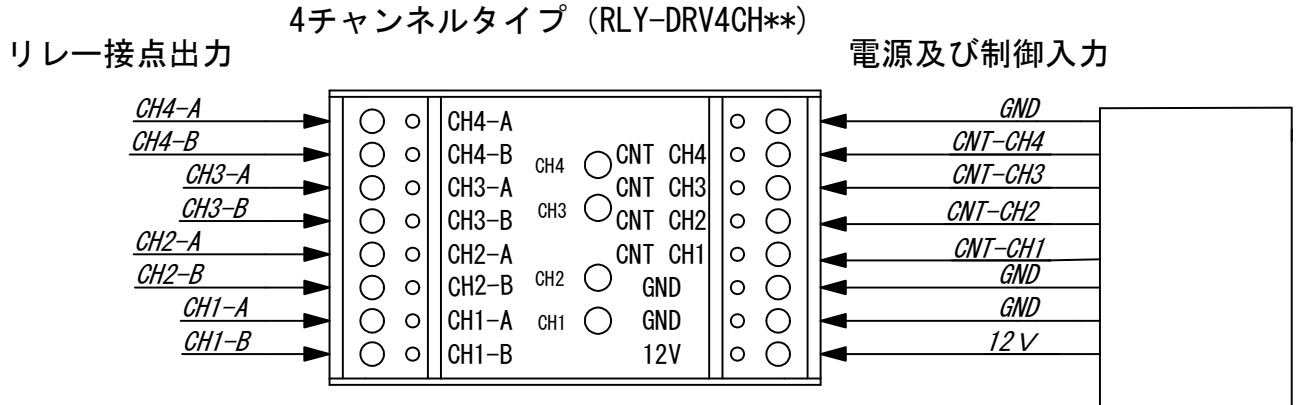 4チャンネルタイプ (RLY-DRV4CH**)
リレー接点出力
電源及び制御入力
CH4-A
CH4-B
CH3-A
CH3-B
CH2-A
CH2-B
CH1-A
CH1-B
CH4-A
CH4-B
CH3-A
CH3-B
CH2-A
CH2-B
CH1-A
CH1-B
CH4
CH3
CH2
CH1
CNT CH4
CNT CH3
CNT CH2
CNT CH1
GND
GND
12V
GND
CNT-CH4
CNT-CH3
CNT-CH2
CNT-CH1
GND
GND
12V